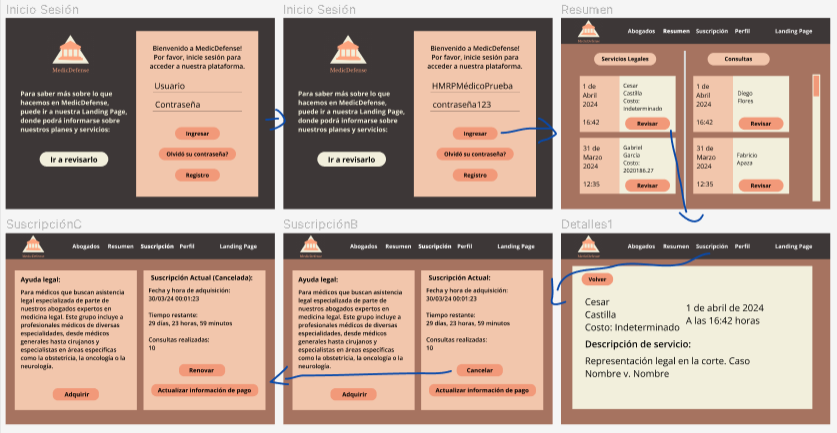 Inicio Sesión
MedicDefense
Para saber más sobre lo que
hacemos en MedicDefense,
puede ir a nuestra Landing Page,
donde podrá informarse sobre
nuestros planes y servicios:
Ir a revisarlo
Bienvenido a MedicDefense!
Por favor, inicie sesión para
acceder a nuestra plataforma.
Usuario
Contraseña
Ingresar
Olvidó su contraseña?
Registro
Inicio Sesión
MedicDefense
Para saber más sobre lo que
hacemos en MedicDefense,
puede ir a nuestra Landing Page,
donde podrá informarse sobre
nuestros planes y servicios:
Ir a revisarlo
Bienvenido a MedicDefense!
Por favor, inicie sesión para
acceder a nuestra plataforma.
HMRPMédicoPrueba
contraseña123
Ingresar
Olvidó su contraseña?
Registro
Resumen
Abogados Resumen Suscripción Perfil Landing Page
Servicios Legales
1 de
Abril
2024
16:42
Cesar
Castilla
Costo:
Indeterminado
Revisar
31 de
Marzo
2024
12:35
Gabriel
García
Costo:
2020186.27
Revisar
Consultas
1 de
Abril
2024
16:42
Diego
Flores
Revisar
31 de
Marzo
2024
12:35
Fabricio
Apaza
Revisar
SuscripciónC
Abogados Resumen Suscripción Perfil Landing Page
Ayuda legal:
Para médicos que buscan asistencia
legal especializada de parte de
nuestros abogados expertos en
medicina legal. Este grupo incluye a
profesionales médicos de diversas
especialidades, desde médicos
generales hasta cirujanos y
especialistas en áreas específicas
como la obstetricia, la oncología o la
neurología.
Adquirir
Suscripción Actual (Cancelada):
Fecha y hora de adquisición:
30/03/24 00:01:23
Tiempo restante:
29 días, 23 horas, 59 minutos
Consultas realizadas:
10
Renovar
Actualizar información de pago
SuscripciónB
Abogados Resumen Suscripción Perfil Landing Page
Ayuda legal:
Para médicos que buscan asistencia
legal especializada de parte de
nuestros abogados expertos en
medicina legal. Este grupo incluye a
profesionales médicos de diversas
especialidades, desde médicos
generales hasta cirujanos y
especialistas en áreas específicas
como la obstetricia, la oncología o la
neurología.
Adquirir
Suscripción Actual:
Fecha y hora de adquisición:
30/03/24 00:01:23
Tiempo restante:
29 días, 23 horas, 59 minutos
Consultas realizadas:
10
Cancelar
Actualizar información de pago
Detalles1
Abogados Resumen Suscripción Perfil Landing Page
Volver
Cesar
Castilla
Costo: Indeterminado
1 de abril de 2024
A las 16:42 horas
Descripción de servicio:
Representación legal en la corte. Caso
Nombre v. Nombre